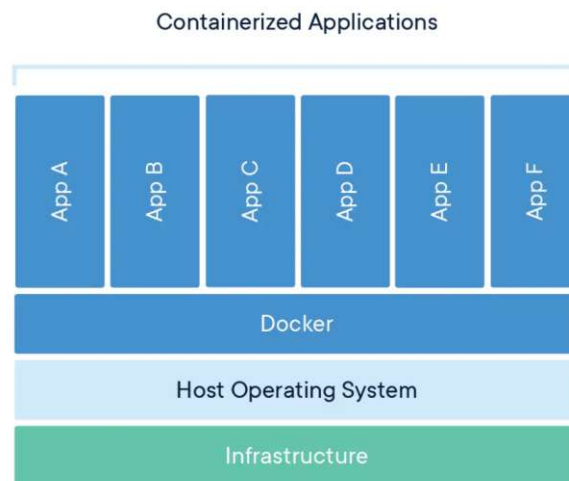 Containerized Applications
App A
App B
App C
App D
App E
App F
Docker
Host Operating System
Infrastructure